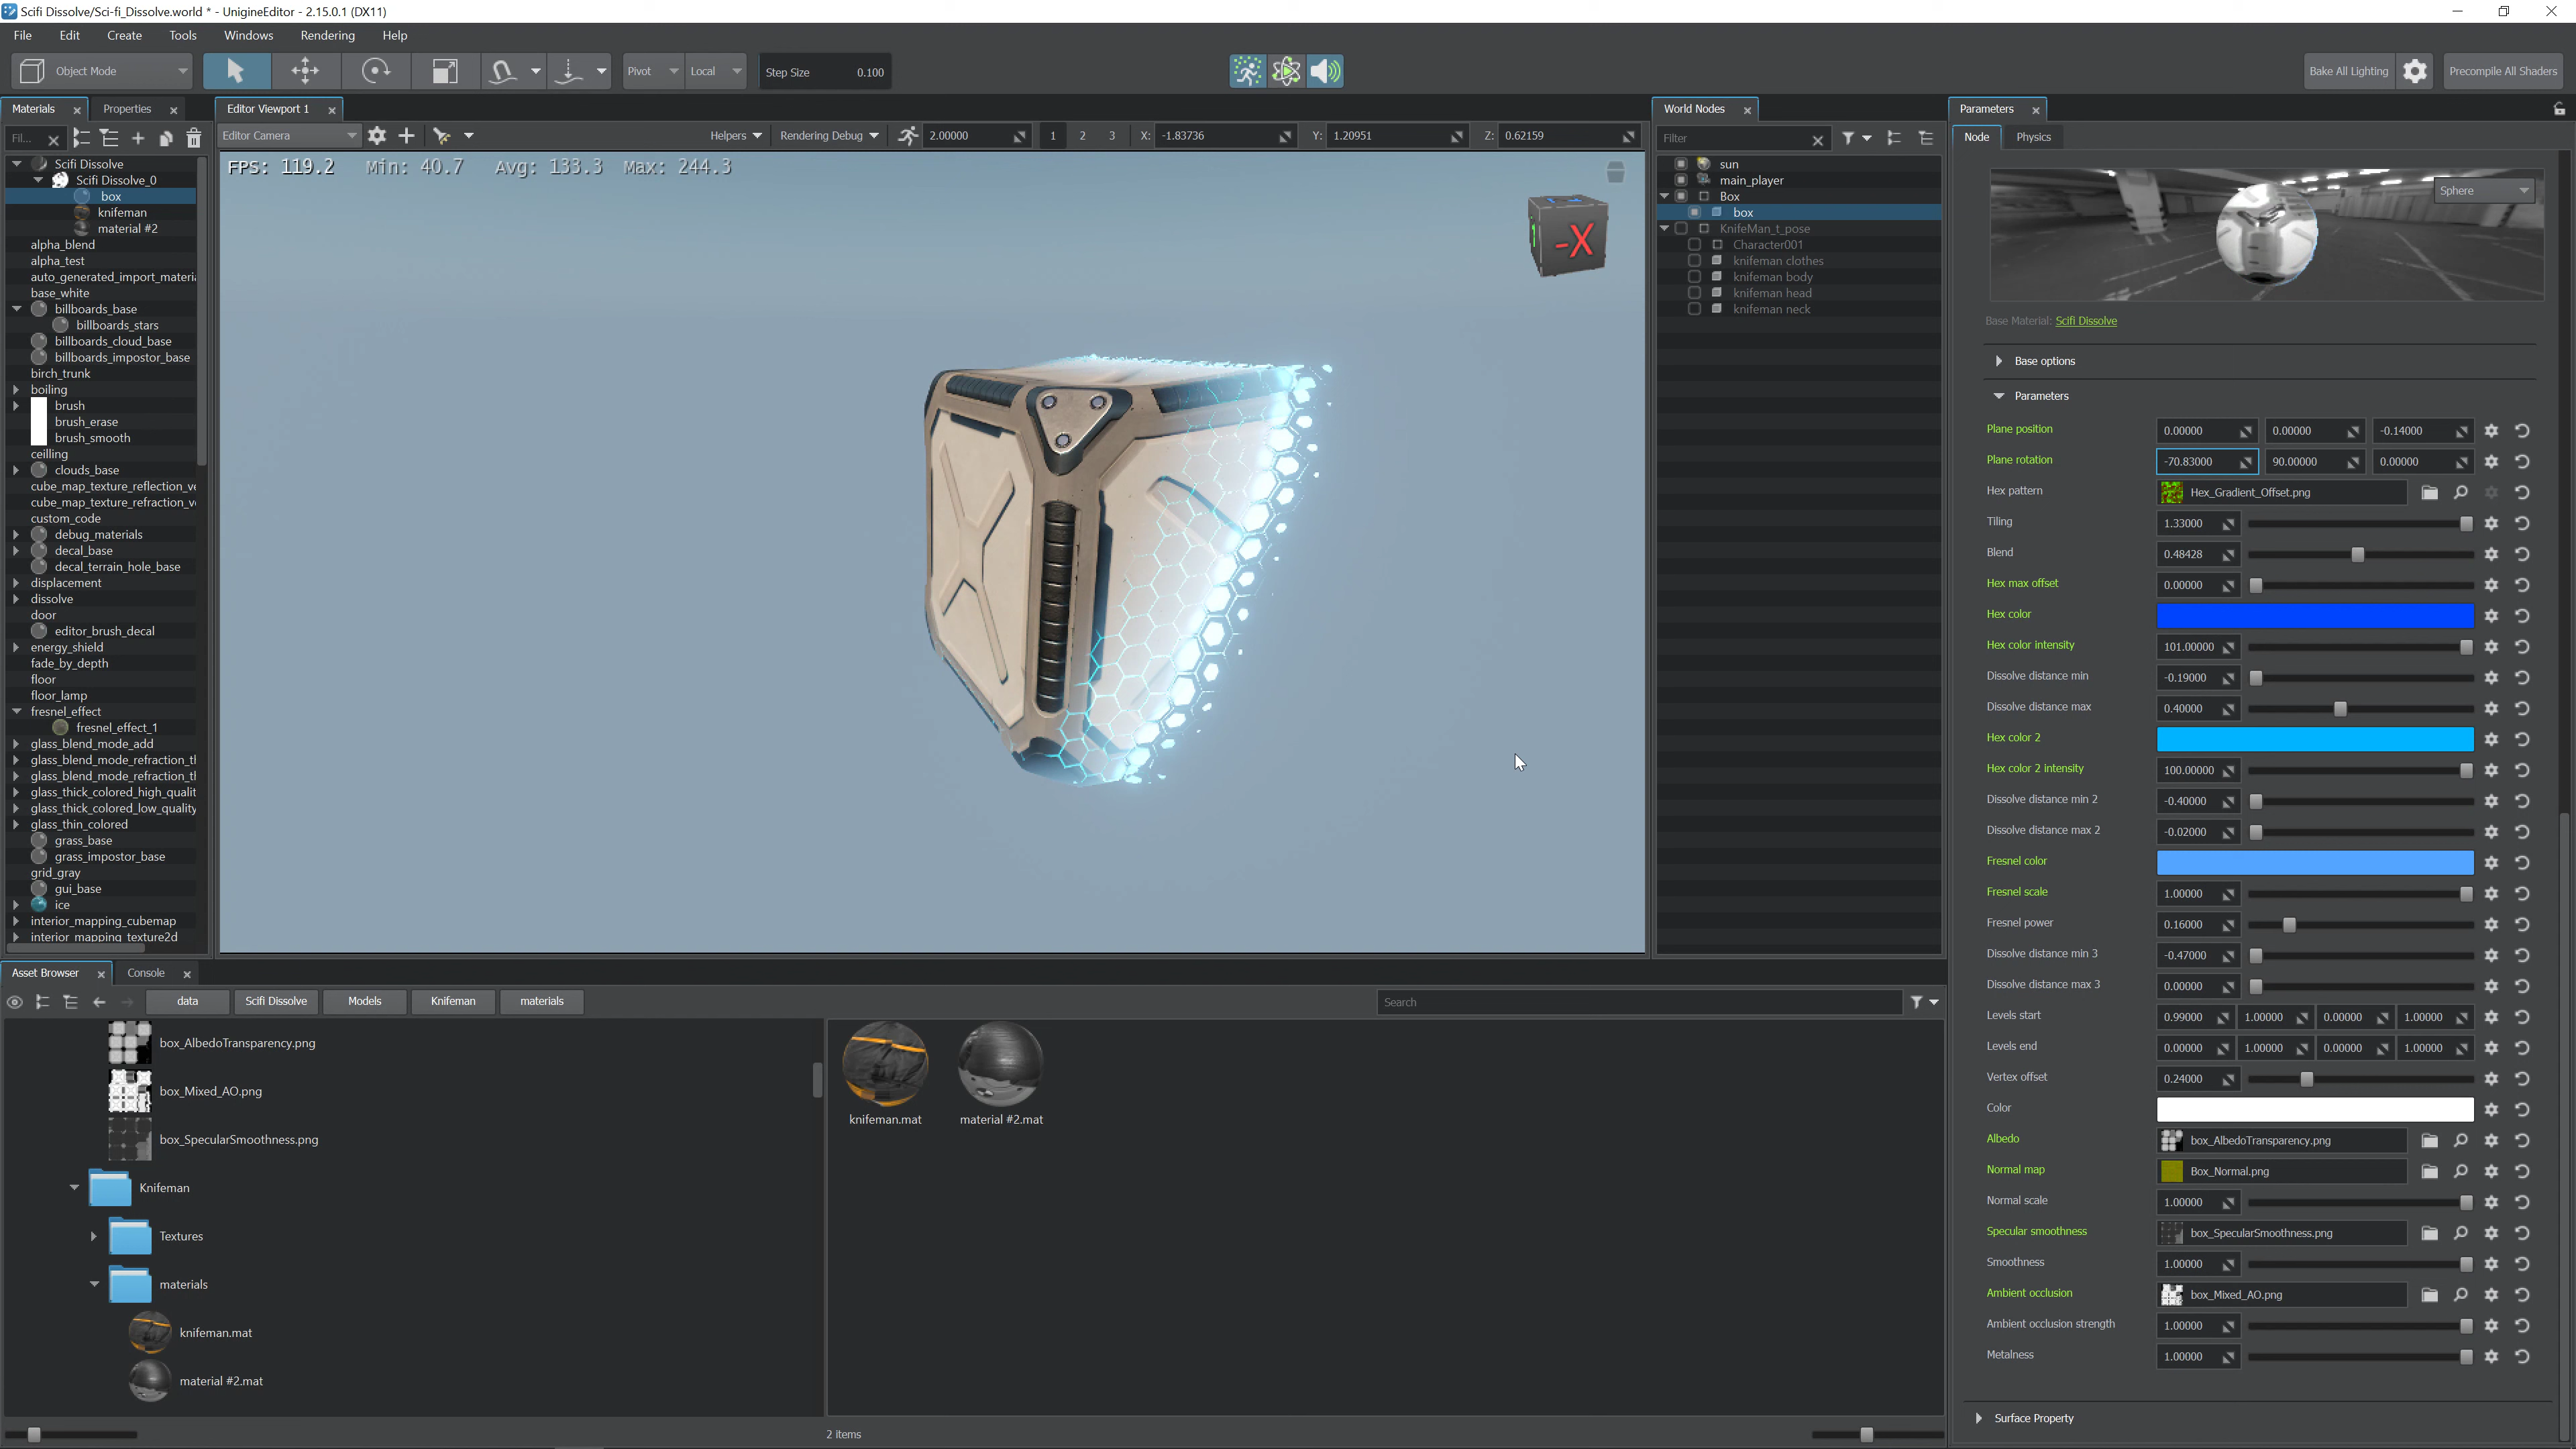 Scifi Dissolve/Sci-fi_Dissolve.world * - UnigineEditor - 2.15.0.1 (DX11)
File Edit Create Tools Windows Rendering Help
Object Mode Pivot Local Step Size 0.100 Bake All Lighting Precompile All Shaders
Materials Properties
Fil...
Scifi Dissolve
Scifi Dissolve_0
box
knifeman
material #2
alpha_blend
alpha_test
auto_generated_import_materi
base_white
billboards_base
billboards_stars
billboards_cloud_base
billboards_impostor_base
birch_trunk
boiling
brush
brush_erase
brush_smooth
ceilling
clouds_base
cube_map_texture_reflection_ve
cube_map_texture_refraction_v
custom_code
debug_materials
decal_base
decal_terrain_hole_base
displacement
dissolve
door
editor_brush_decal
energy_shield
fade_by_depth
floor
floor_lamp
fresnel_effect
fresnel_effect_1
glass_blend_mode_add
glass_blend_mode_refraction_tl
glass_blend_mode_refraction_tl
glass_thick_colored_high_qualit
glass_thick_colored_low_quality
glass_thin_colored
grass_base
grass_impostor_base
grid_gray
gui_base
ice
interior_mapping_cubemap
interior_mapping_texture2d
Editor Viewport 1
Editor Camera Helpers Rendering Debug 2.00000 1 2 3 X: -1.83736 Y: 1.20951 Z: 0.62159
FPS: 119.2 Min: 40.7 Avg: 133.3 Max: 244.3
-X
World Nodes
Filter
sun
main_player
Box
box
KnifeMan_t_pose
Character001
knifeman clothes
knifeman body
knifeman head
knifeman neck
Parameters
Node Physics
Sphere
Base Material: Scifi Dissolve
Base options
Parameters
Plane position 0.00000 0.00000 -0.14000
Plane rotation -70.83000 90.00000 0.00000
Hex pattern Hex_Gradient_Offset.png
Tiling 1.33000
Blend 0.48428
Hex max offset 0.00000
Hex color
Hex color intensity 101.00000
Dissolve distance min -0.19000
Dissolve distance max 0.40000
Hex color 2
Hex color 2 intensity 100.00000
Dissolve distance min 2 -0.40000
Dissolve distance max 2 -0.02000
Fresnel color
Fresnel scale 1.00000
Fresnel power 0.16000
Dissolve distance min 3 -0.47000
Dissolve distance max 3 0.00000
Levels start 0.99000 1.00000 0.00000 1.00000
Levels end 0.00000 1.00000 0.00000 1.00000
Vertex offset 0.24000
Color
Albedo box_AlbedoTransparency.png
Normal map Box_Normal.png
Normal scale 1.00000
Specular smoothness box_SpecularSmoothness.png
Smoothness 1.00000
Ambient occlusion box_Mixed_AO.png
Ambient occlusion strength 1.00000
Metalness 1.00000
Surface Property
Asset Browser Console
data Scifi Dissolve Models Knifeman materials Search
box_AlbedoTransparency.png
box_Mixed_AO.png
box_SpecularSmoothness.png
Knifeman
Textures
materials
knifeman.mat
material #2.mat
knifeman.mat material #2.mat
2 items